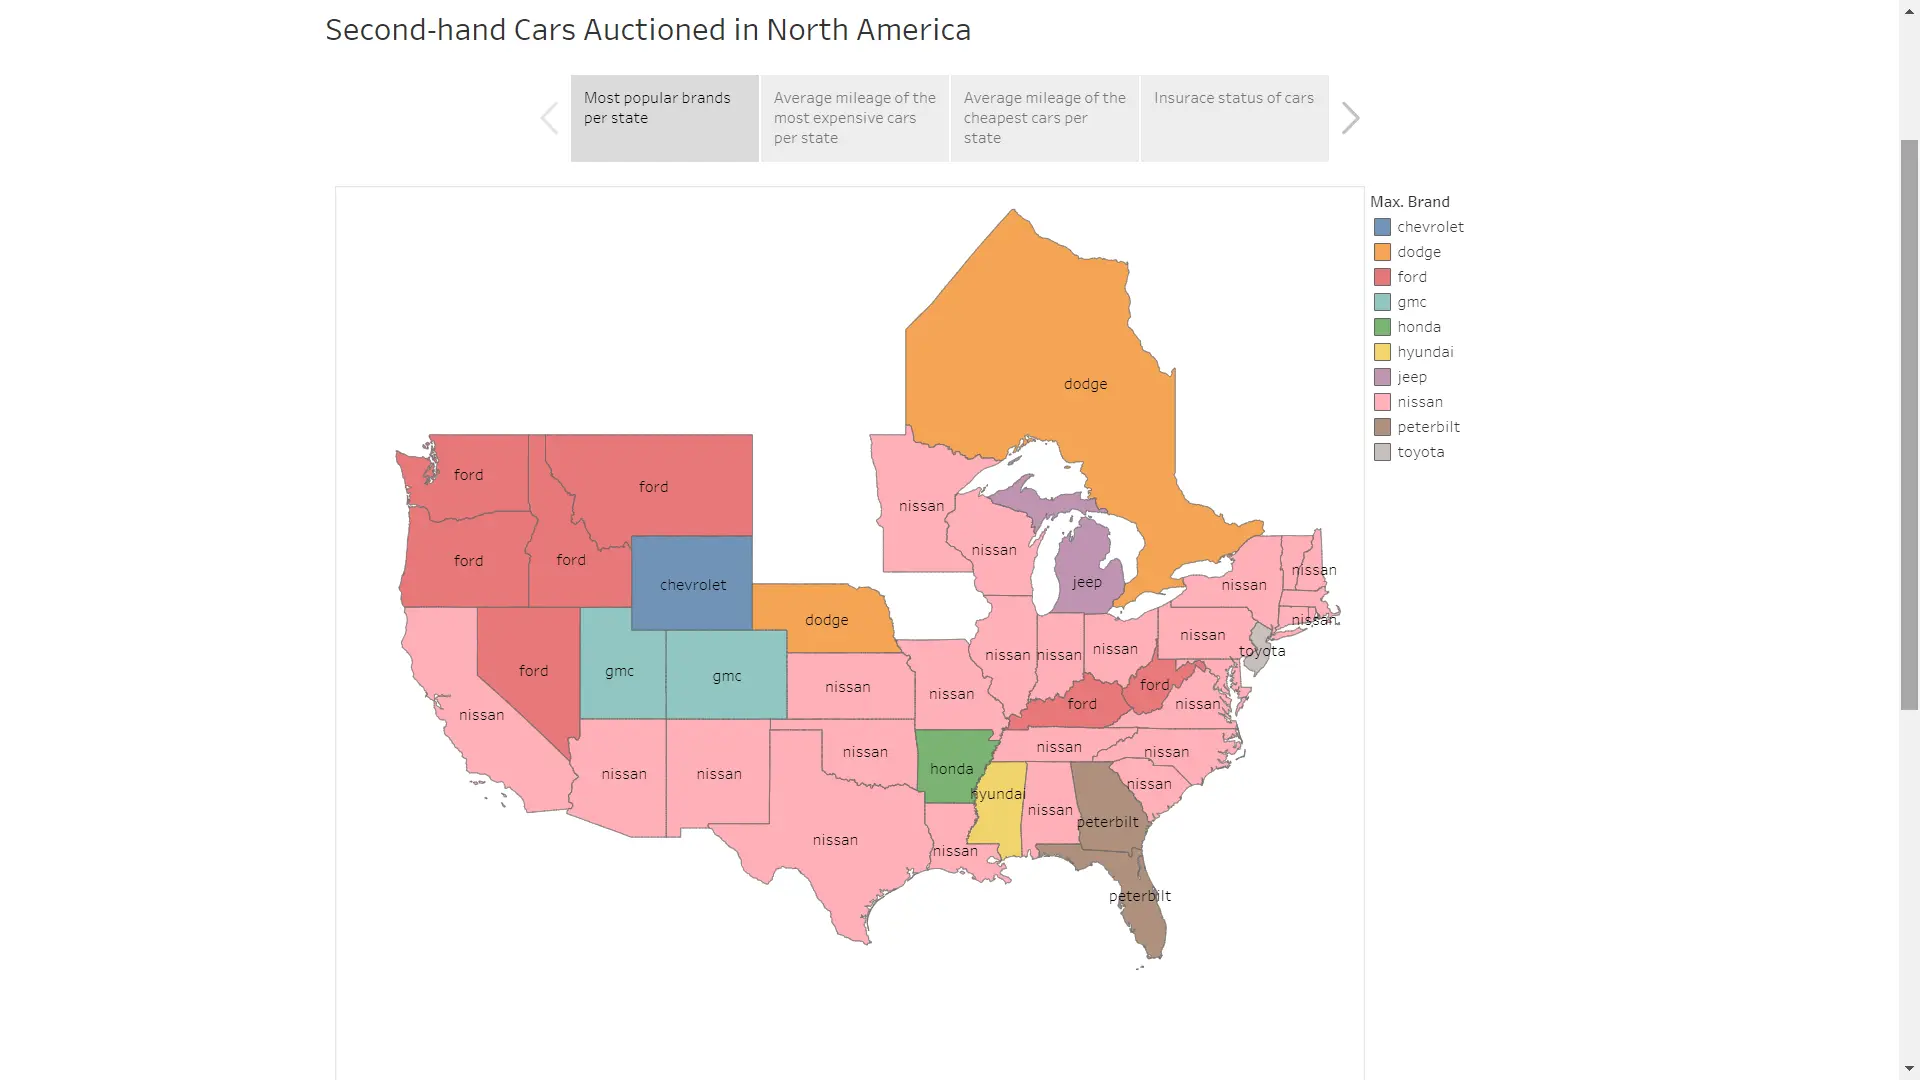 Second-hand Cars Auctioned in North America
Most popular brands
per state
Average mileage of the
most expensive cars
per state
Average mileage of the
cheapest cars per
state
Insurace status of cars
Max. Brand
chevrolet
dodge
ford
gmc
honda
hyundai
jeep
nissan
peterbilt
toyota
dodge
ford
ford
nissan
nissan
ford
ford
chevrolet
jeep
nissan
nissan
dodge
nissan
nissan
ford
gmc
gmc
nissan
nissan
nissan
nissan
nissan
toyota
nissan
nissan
ford
ford
nissan
nissan
nissan
nissan
nissan
nissan
nissan
honda
nissan
hyundai
nissan
peterbilt
nissan
nissan
peterbilt